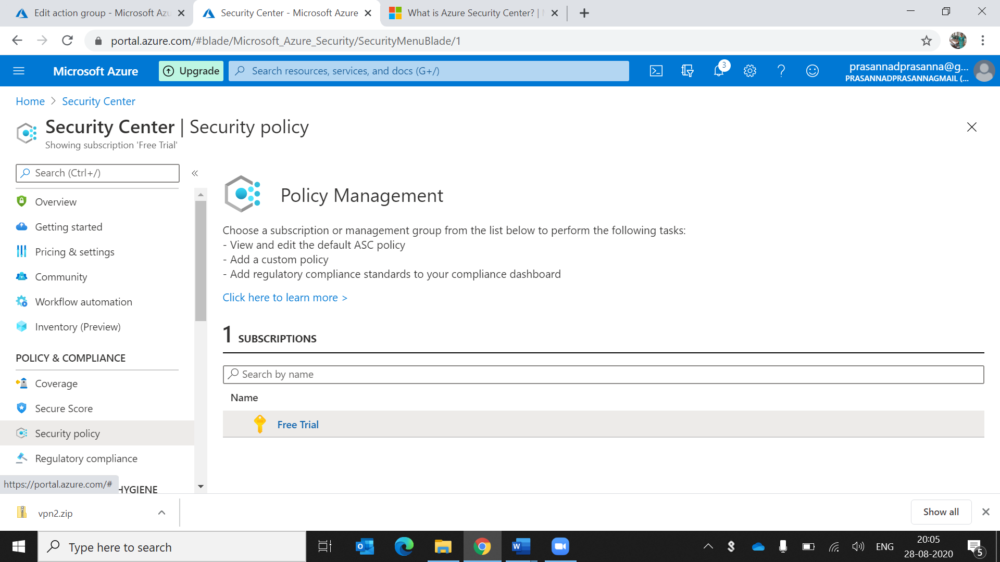 Edit action group - Microsoft Azu
Security Center - Microsoft Azure
What is Azure Security Center? |
portal.azure.com/#blade/Microsoft_Azure_Security/SecurityMenuBlade/1
Microsoft Azure
Upgrade
Search resources, services, and docs (G+/)
3
prasannadprasanna@g...
PRASANNADPRASANNAGMAIL (...
Home > Security Center
Security Center | Security policy
Showing subscription 'Free Trial'
Search (Ctrl+/)
«
Overview
Getting started
Pricing & settings
Community
Workflow automation
Inventory (Preview)
POLICY & COMPLIANCE
Coverage
Secure Score
Security policy
Regulatory compliance
HYGIENE
https://portal.azure.com/#
Policy Management
Choose a subscription or management group from the list below to perform the following tasks:
- View and edit the default ASC policy
- Add a custom policy
- Add regulatory compliance standards to your compliance dashboard
Click here to learn more >
1 SUBSCRIPTIONS
Search by name
Name
Free Trial
vpn2.zip
Show all
Type here to search
ENG
20:05
28-08-2020
5